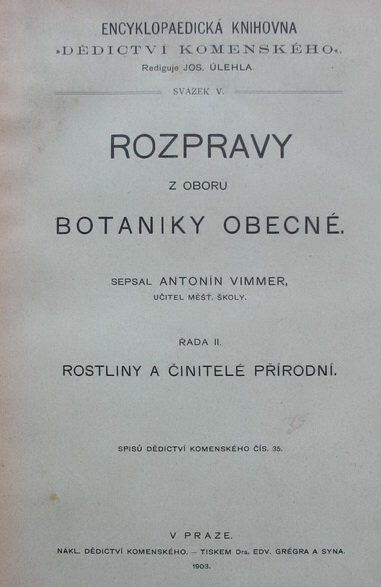 ENCYKLOPAEDICKÁ KNIHOVNA
»DĚDICTVÍ KOMENSKÉHO«.
Rediguje JOS. ÚLEHLA.
SVAZEK V.
ROZPRAVY
Z OBORU
BOTANIKY OBECNÉ.
SEPSAL ANTONÍN VIMMER,
UČITEL MĚŠŤ. ŠKOLY.
ŘADA II.
ROSTLINY A ČINITELÉ PŘÍRODNÍ.
SPISŮ DĚDICTVÍ KOMENSKÉHO ČÍS. 35.
V PRAZE.
NÁKL. DĚDICTVÍ KOMENSKÉHO. — TISKEM Dra. EDV. GRÉGRA A SYNA.
1903.